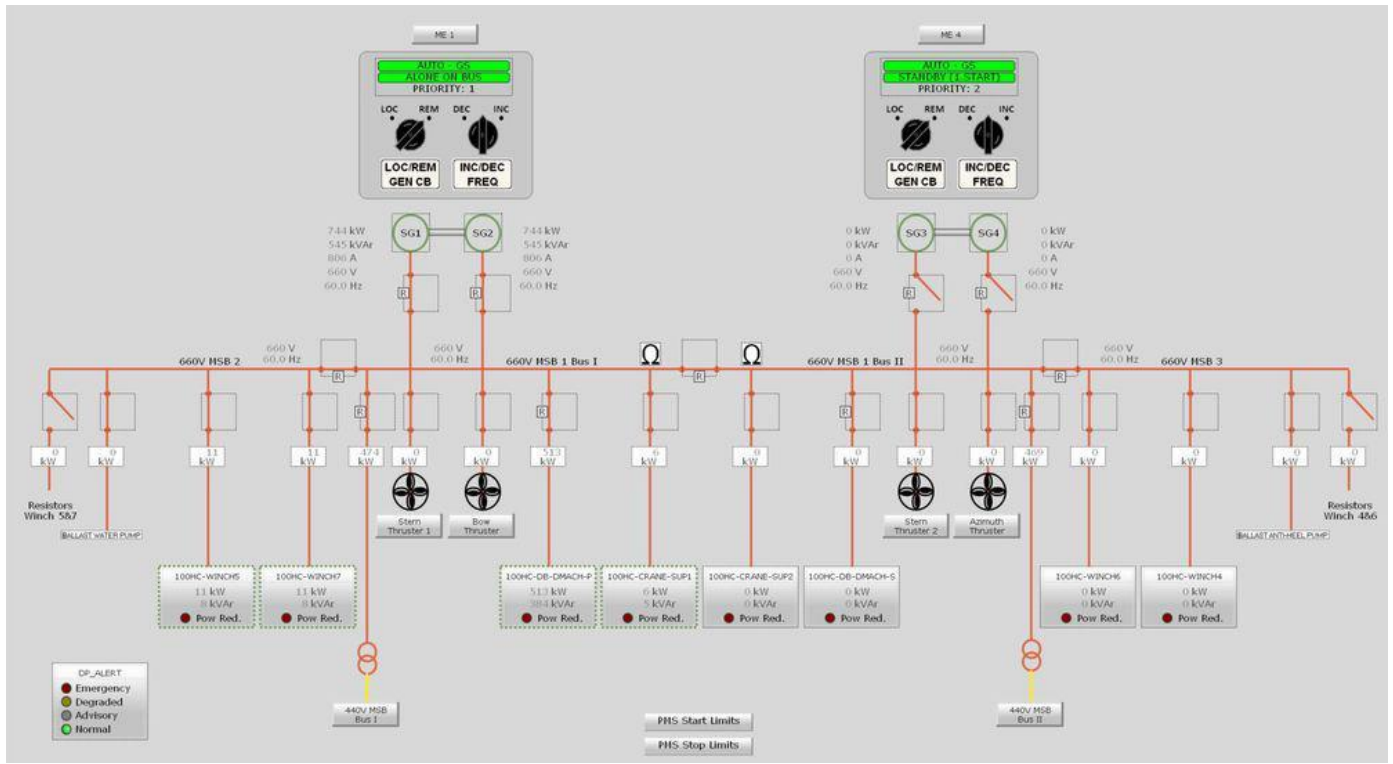 ME 1
ME 4
AUTO - GS
ALONE ON BUS
PRIORITY: 1
LOC REM DEC INC
LOC/REM
GEN CB
INC/DEC
FREQ
AUTO - GS
STANDBY (1.START)
PRIORITY: 2
LOC REM DEC INC
LOC/REM
GEN CB
INC/DEC
FREQ
744 kW
545 kVAr
806 A
660 V
60.0 Hz
SG1
SG2
744 kW
545 kVAr
806 A
660 V
60.0 Hz
0 kW
0 kVAr
0 A
660 V
60.0 Hz
SG3
SG4
0 kW
0 kVAr
0 A
660 V
60.0 Hz
R
R
R
R
660V MSB 2
660 V
60.0 Hz
660 V
60.0 Hz
660V MSB 1 Bus I
Ω
Ω
660V MSB 1 Bus II
660 V
60.0 Hz
660 V
60.0 Hz
660V MSB 3
R
R
R
R
R
R
R
0 kW
0 kW
11 kW
11 kW
474 kW
0 kW
0 kW
513 kW
6 kW
0 kW
0 kW
0 kW
0 kW
469 kW
0 kW
0 kW
0 kW
0 kW
Resistors
Winch 5&7
BALLAST WATER PUMP
Stern
Thruster 1
Bow
Thruster
Stern
Thruster 2
Azimuth
Thruster
BALLAST ANTI-HEEL PUMP
Resistors
Winch 4&6
100HC-WINCH5
11 kW
8 kVAr
Pow Red.
100HC-WINCH7
11 kW
8 kVAr
Pow Red.
100HC-DB-DMACH-P
513 kW
384 kVAr
Pow Red.
100HC-CRANE-SUP1
6 kW
5 kVAr
Pow Red.
100HC-CRANE-SUP2
0 kW
0 kVAr
Pow Red.
100HC-DB-DMACH-S
0 kW
0 kVAr
Pow Red.
100HC-WINCH6
0 kW
0 kVAr
Pow Red.
100HC-WINCH4
0 kW
0 kVAr
Pow Red.
DP_ALERT
Emergency
Degraded
Advisory
Normal
440V MSB
Bus I
440V MSB
Bus II
PMS Start Limits
PMS Stop Limits